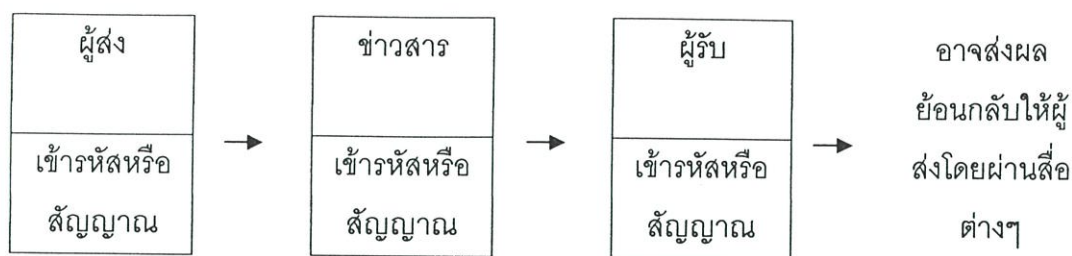 ผู้ส่ง
เข้ารหัสหรือ
สัญญาณ
ข่าวสาร
เข้ารหัสหรือ
สัญญาณ
ผู้รับ
เข้ารหัสหรือ
สัญญาณ
อาจส่งผล
ย้อนกลับให้ผู้
ส่งโดยผ่านสื่อ
ต่างๆ